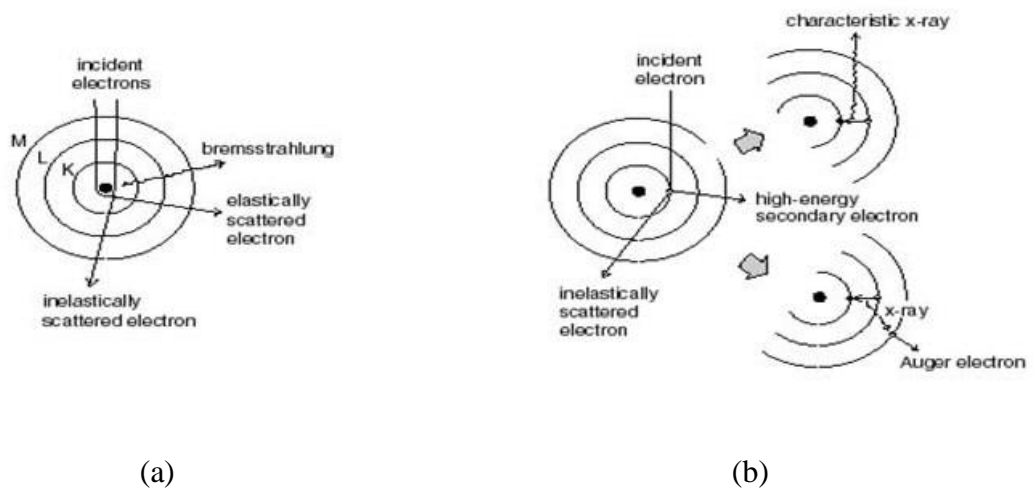 incident
electrons
M
L
K
bremsstrahlung
elastically
scattered
electron
inelastically
scattered electron
(a)
characteristic x-ray
incident
electron
high-energy
secondary electron
inelastically
scattered
electron
x-ray
Auger electron
(b)